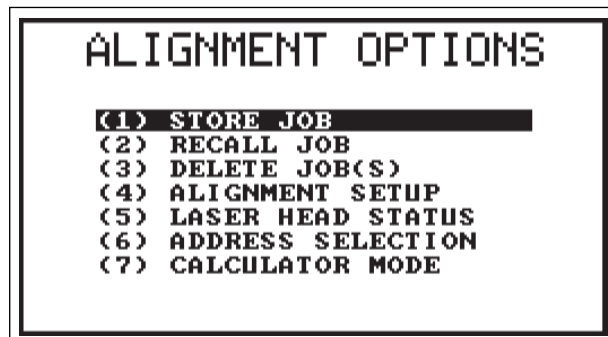 ALIGNMENT OPTIONS
(1) STORE JOB
(2) RECALL JOB
(3) DELETE JOB(S)
(4) ALIGNMENT SETUP
(5) LASER HEAD STATUS
(6) ADDRESS SELECTION
(7) CALCULATOR MODE